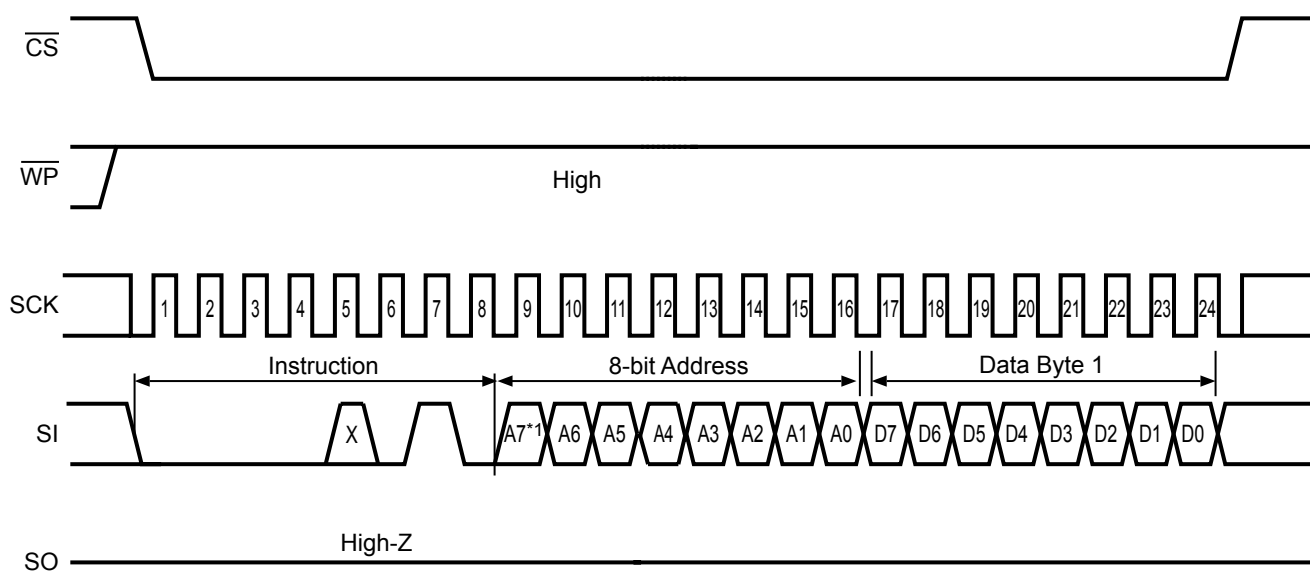 CS
WP
High
SCK
1 2 3 4 5 6 7 8 9 10 11 12 13 14 15 16 17 18 19 20 21 22 23 24
Instruction 8-bit Address Data Byte 1
SI
X A7*1 A6 A5 A4 A3 A2 A1 A0 D7 D6 D5 D4 D3 D2 D1 D0
High-Z
SO